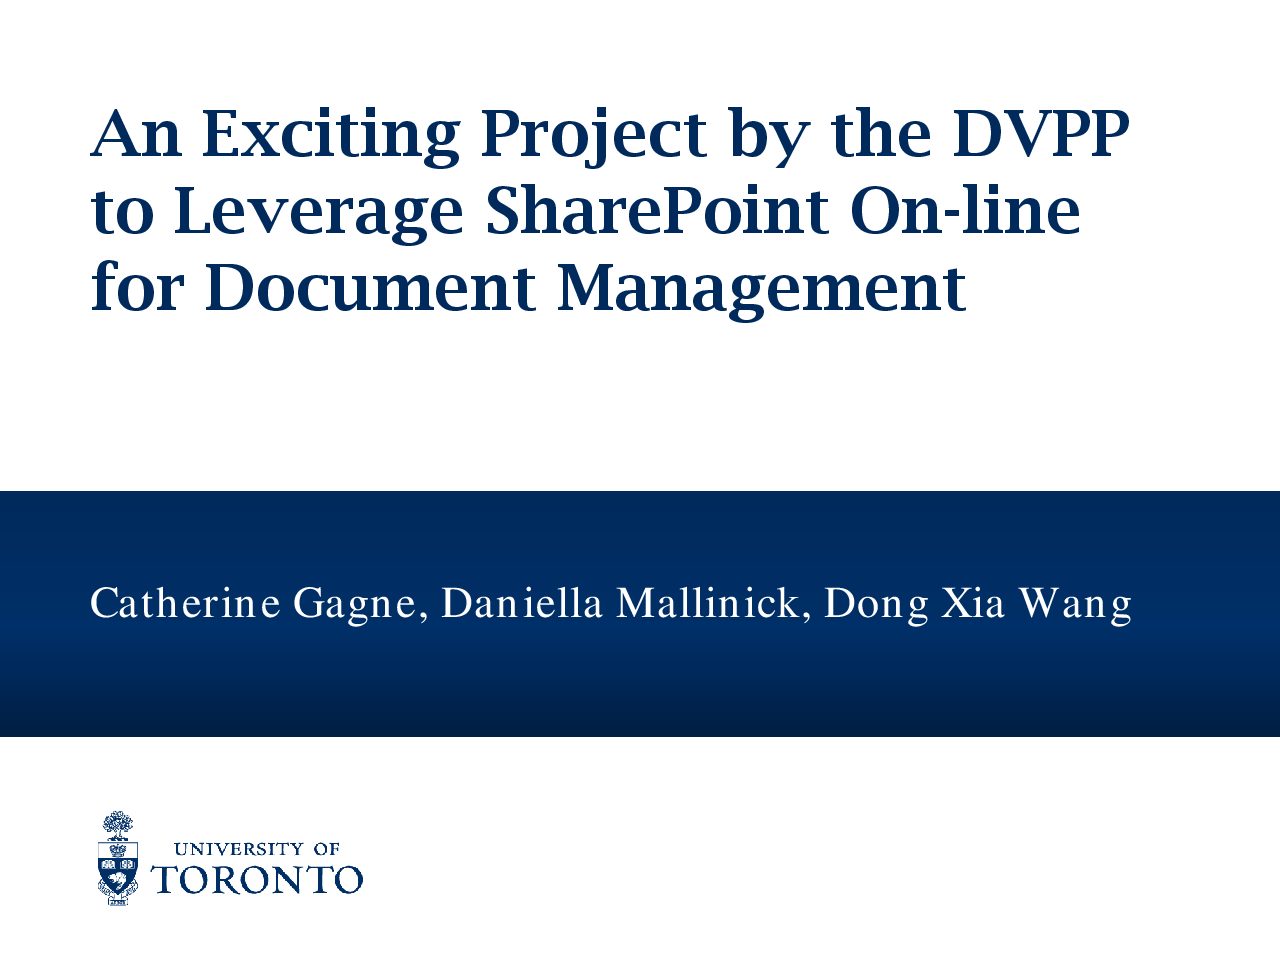 An Exciting Project by the DVPP
to Leverage SharePoint On-line
for Document Management
Catherine Gagne, Daniella Mallinick, Dong Xia Wang
UNIVERSITY OF
TORONTO